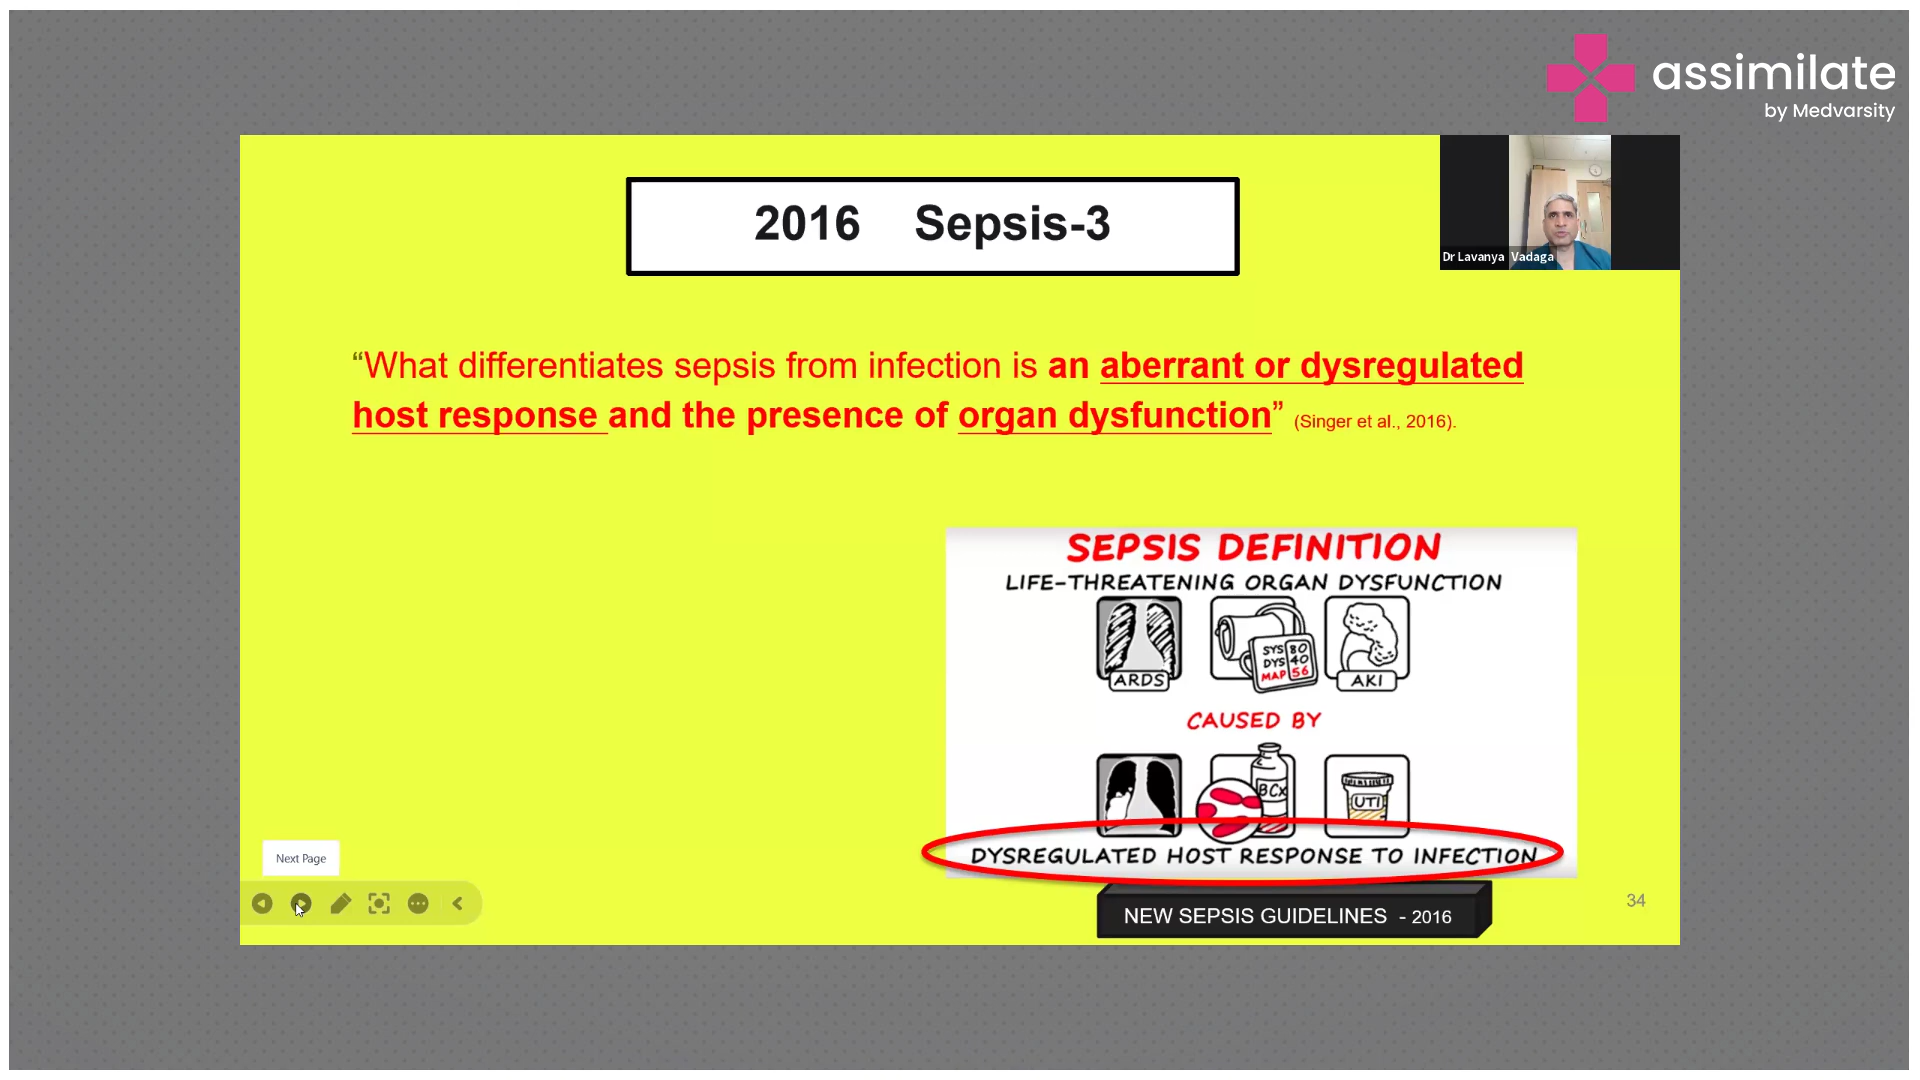 assimilate
by Medvarsity
Dr Lavanya Vadaga
2016 Sepsis-3
“What differentiates sepsis from infection is an aberrant or dysregulated
host response and the presence of organ dysfunction” (Singer et al., 2016).
SEPSIS DEFINITION
LIFE-THREATENING ORGAN DYSFUNCTION
SYS 80
DYS 40
MAP 56
ARDS
AKI
CAUSED BY
BCx
UTI
DYSREGULATED HOST RESPONSE TO INFECTION
Next Page
NEW SEPSIS GUIDELINES - 2016
34